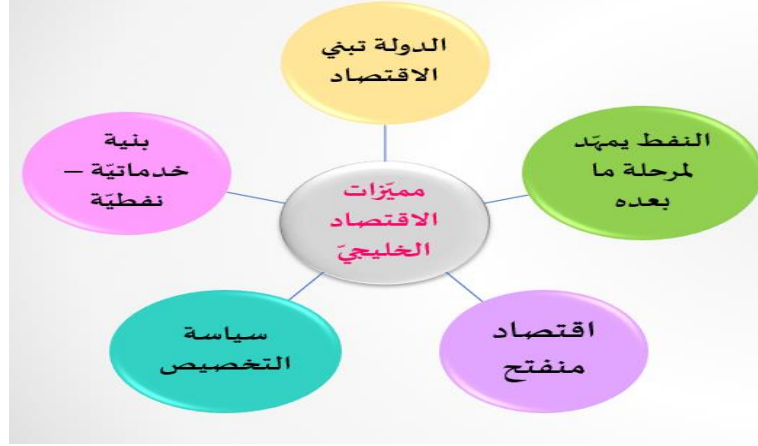 الدولة تبني
الاقتصاد
النفط يمهّد
لمرحلة ما
بعده
بنية
خدماتيّة –
نفطيّة
مميّزات
الاقتصاد
الخليجيّ
اقتصاد
منفتح
سياسة
التخصيص